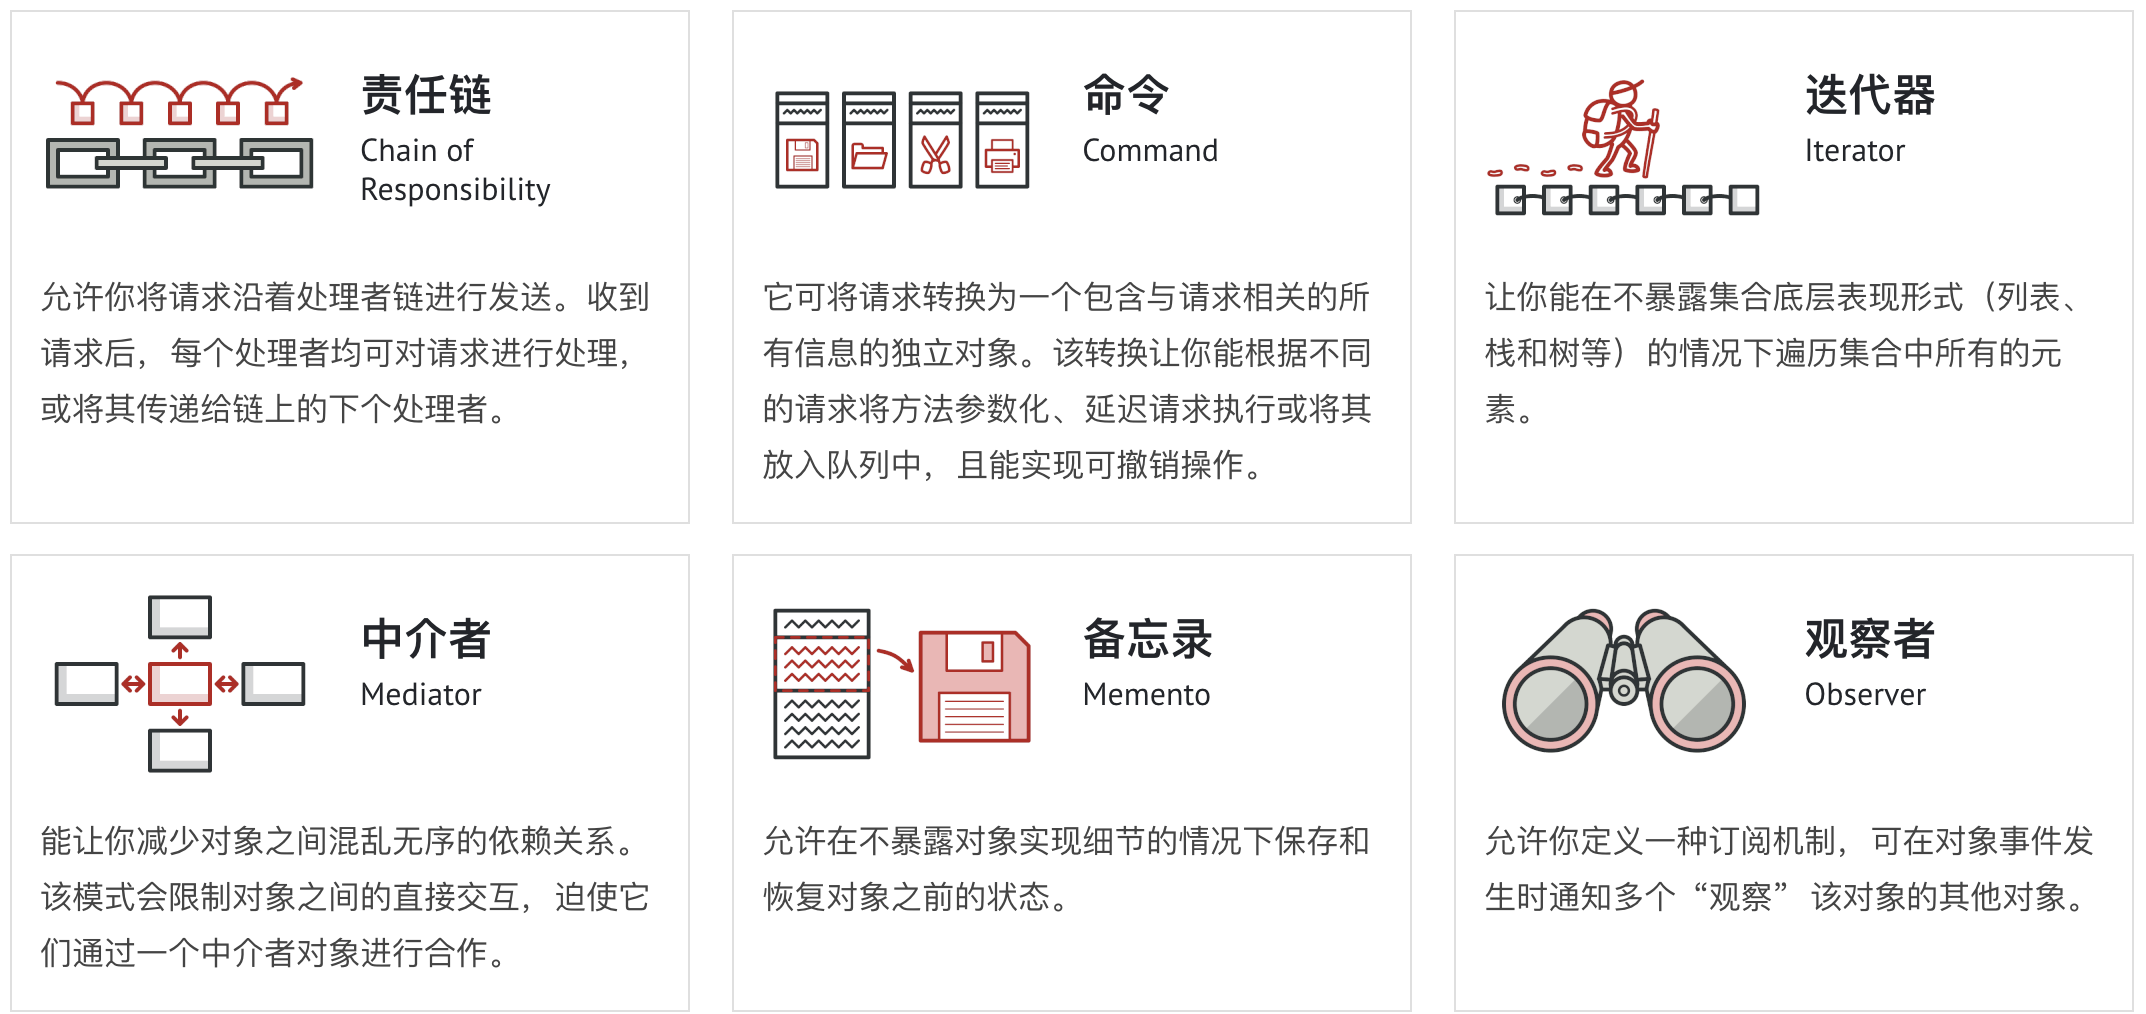 责任链
Chain of
Responsibility
允许你将请求沿着处理者链进行发送。收到
请求后，每个处理者均可对请求进行处理，
或将其传递给链上的下个处理者。
命令
Command
它可将请求转换为一个包含与请求相关的所
有信息的独立对象。该转换让你能根据不同
的请求将方法参数化、延迟请求执行或将其
放入队列中，且能实现可撤销操作。
迭代器
Iterator
让你能在不暴露集合底层表现形式（列表、
栈和树等）的情况下遍历集合中所有的元
素。
中介者
Mediator
能让你减少对象之间混乱无序的依赖关系。
该模式会限制对象之间的直接交互，迫使它
们通过一个中介者对象进行合作。
备忘录
Memento
允许在不暴露对象实现细节的情况下保存和
恢复对象之前的状态。
观察者
Observer
允许你定义一种订阅机制，可在对象事件发
生时通知多个“观察”该对象的其他对象。